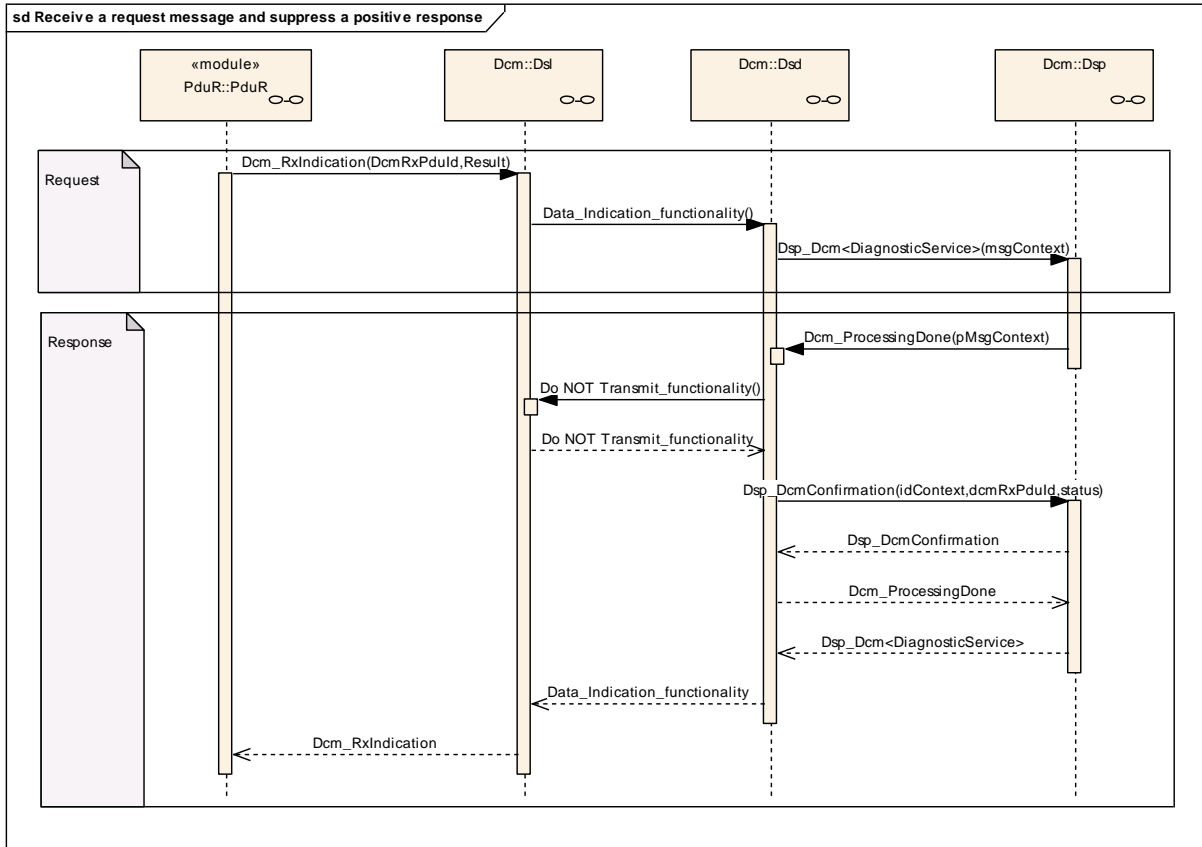 sd Receive a request message and suppress a positive response
«module»
PduR::PduR
Dcm::Dsl
Dcm::Dsd
Dcm::Dsp
Request
Dcm_RxIndication(DcmRxPduId,Result)
Data_Indication_functionality()
Dsp_Dcm<DiagnosticService>(msgContext)
Response
Dcm_ProcessingDone(pMsgContext)
Do NOT Transmit_functionality()
Do NOT Transmit_functionality
Dsp_DcmConfirmation(idContext,dcmRxPduId,status)
Dsp_DcmConfirmation
Dcm_ProcessingDone
Dsp_Dcm<DiagnosticService>
Data_Indication_functionality
Dcm_RxIndication